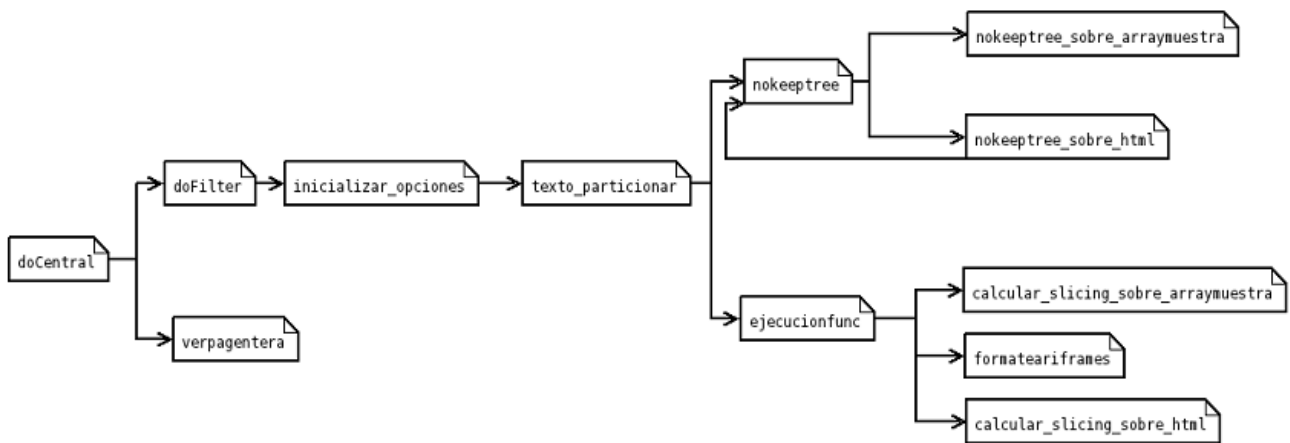 nokeeptree_sobre_arraymuestra
nokeeptree
nokeeptree_sobre_html
doFilter
inicializar_opciones
texto_particionar
doCentral
calcular_slicing_sobre_arraymuestra
ejecucionfunc
verpagentera
formateariframes
calcular_slicing_sobre_html